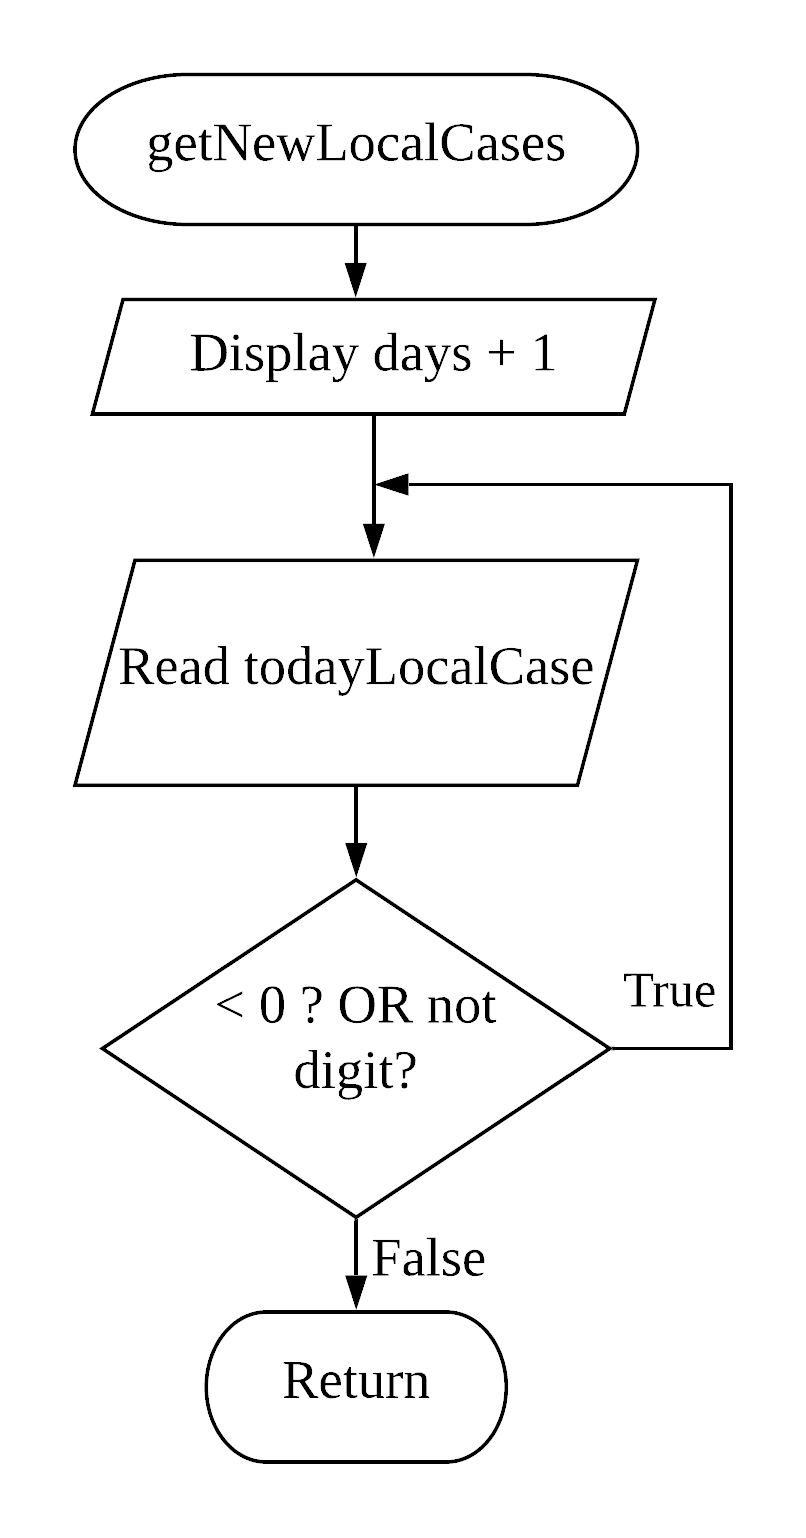 getNewLocalCases
Display days + 1
Read todayLocalCase
< 0 ? OR not
digit?
True
False
Return